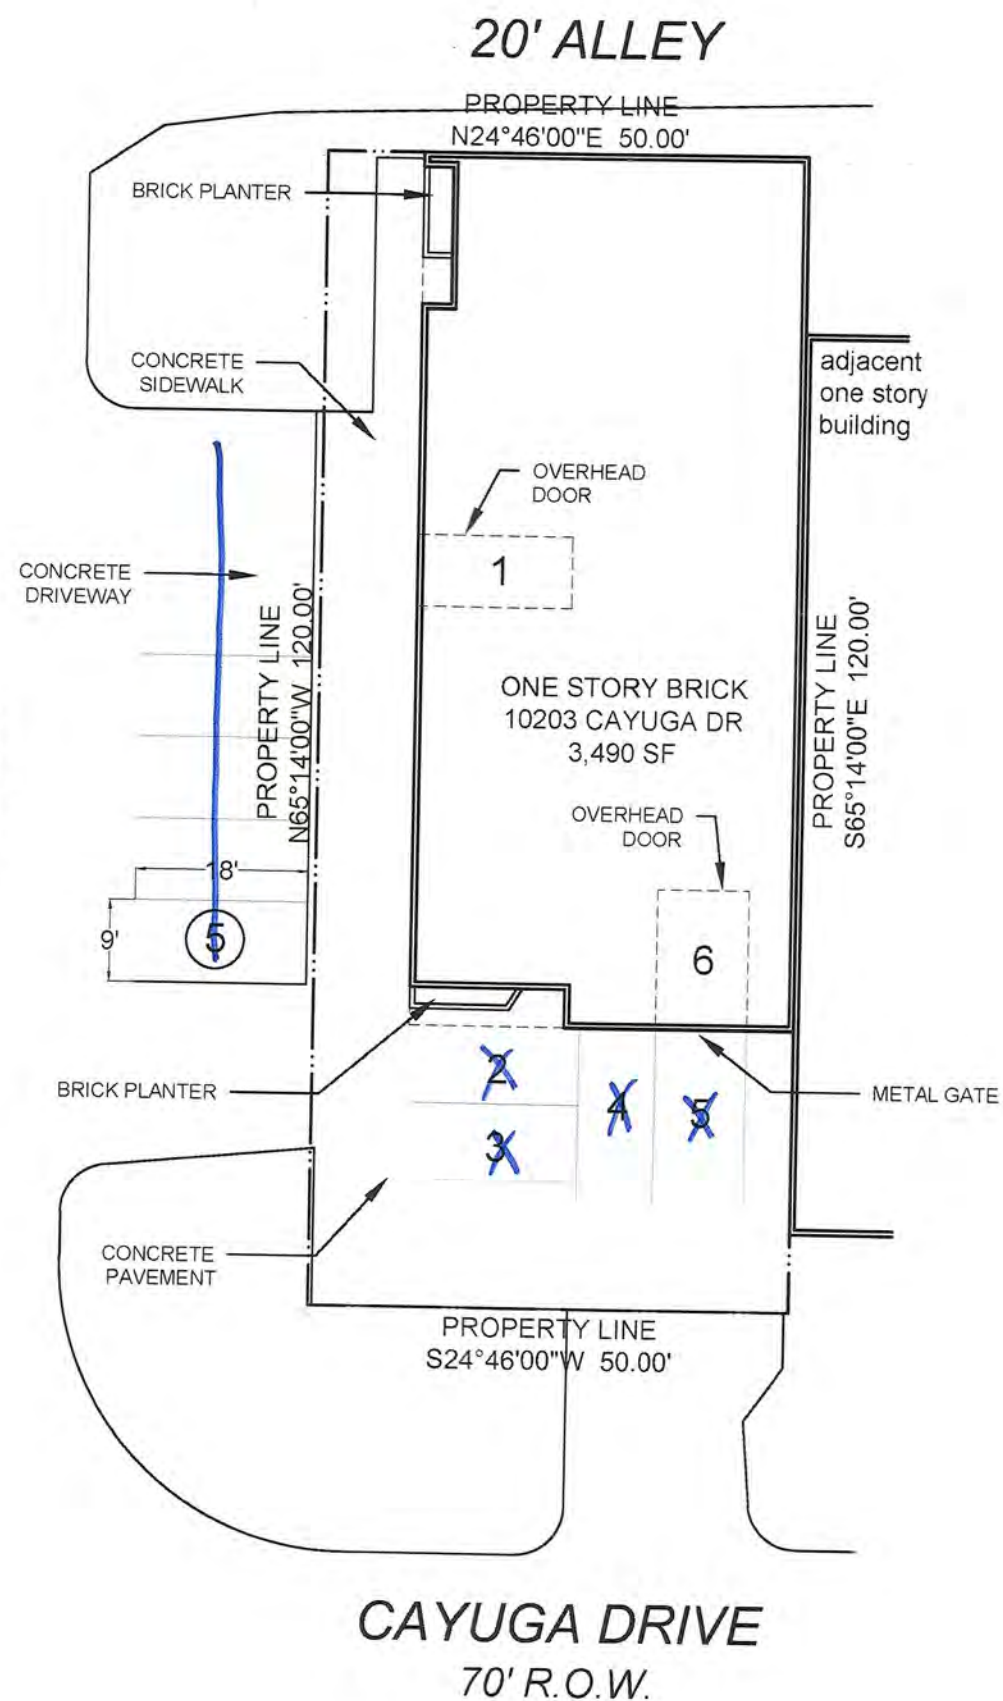 20' ALLEY
PROPERTY LINE
N24°46'00"E 50.00'
BRICK PLANTER
CONCRETE
SIDEWALK
adjacent
one story
building
OVERHEAD
DOOR
1
CONCRETE
DRIVEWAY
PROPERTY LINE
N65°14'00"W 120.00'
ONE STORY BRICK
10203 CAYUGA DR
3,490 SF
PROPERTY LINE
S65°14'00"E 120.00'
OVERHEAD
DOOR
18'
9'
5
6
2
BRICK PLANTER
4
5
METAL GATE
3
CONCRETE
PAVEMENT
PROPERTY LINE
S24°46'00"W 50.00'
CAYUGA DRIVE
70' R.O.W.